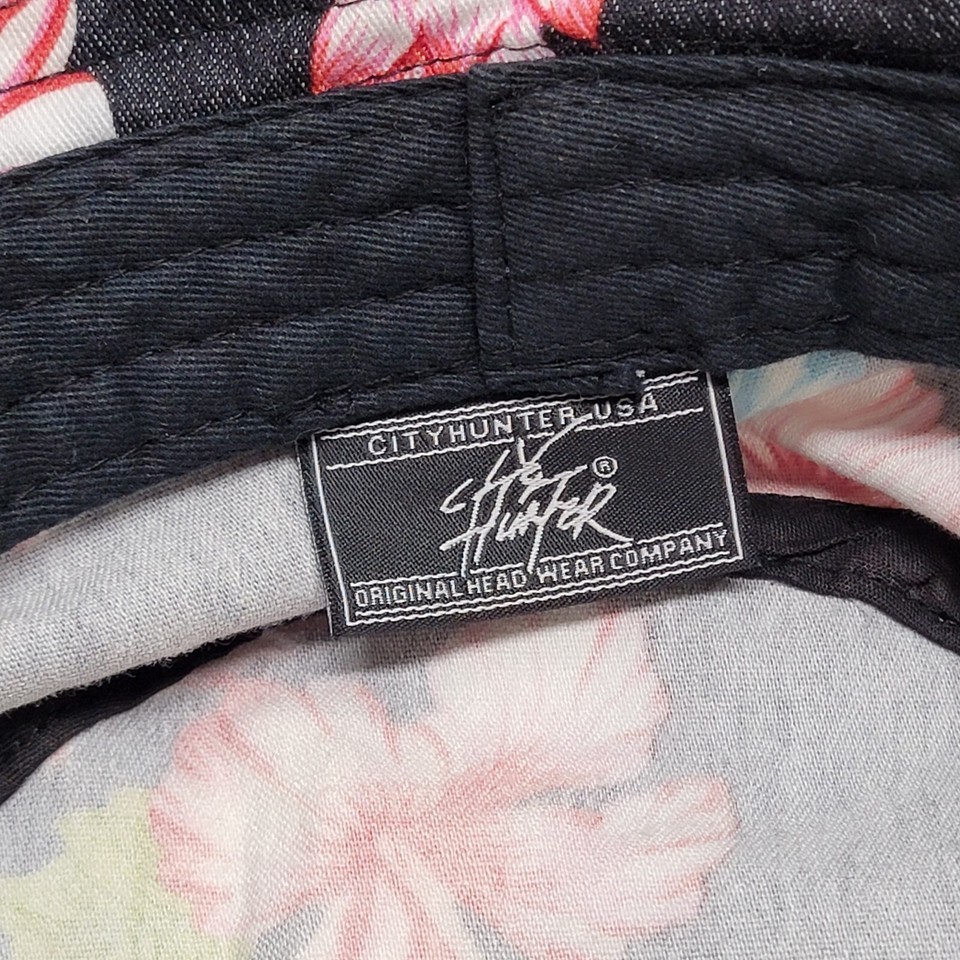 CITYHUNTER USA
CITY
HUNTER®
ORIGINAL HEAD WEAR COMPANY